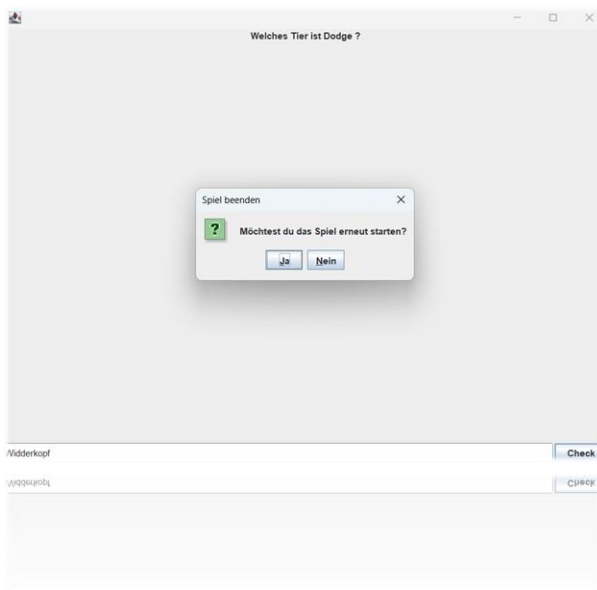 Welches Tier ist Dodge ?
Spiel beenden
?
Möchtest du das Spiel erneut starten?
Ja
Nein
Widderkopf
Check